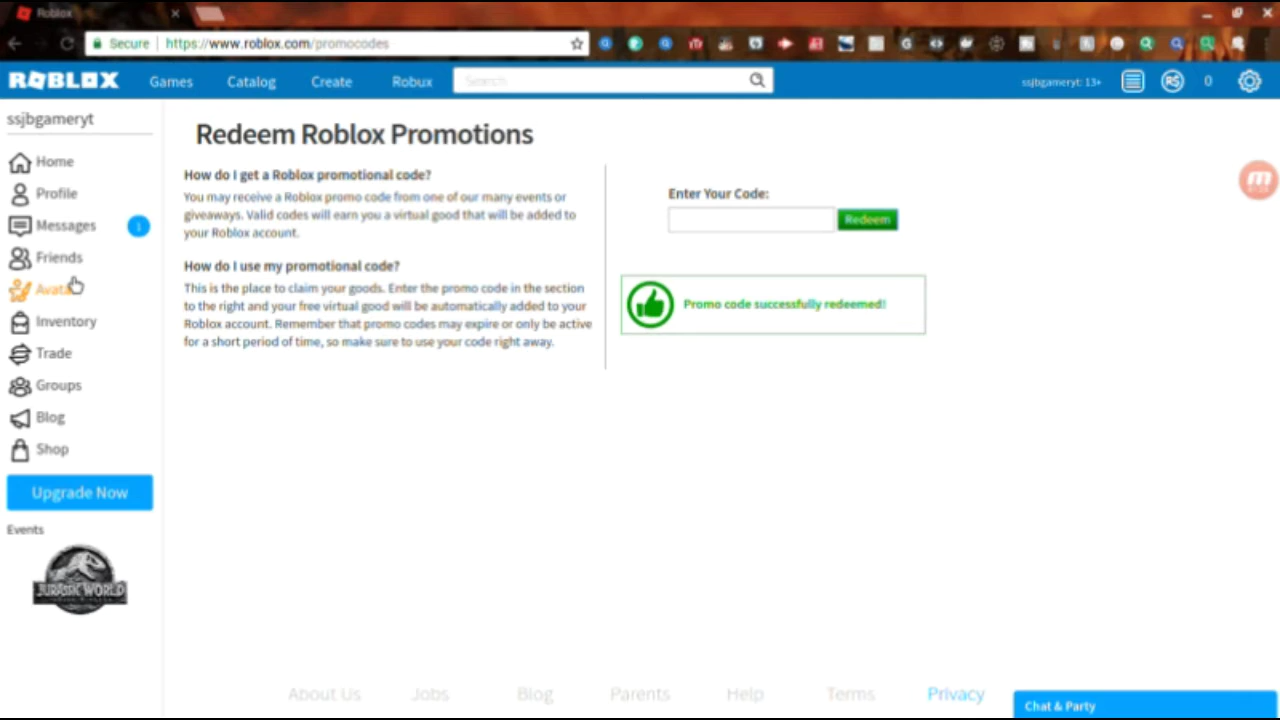 Roblox
Secure https://www.roblox.com/promocodes
ROBLOX Games Catalog Create Robux Search ssjbgameryt: 13+ R$ 0
ssjbgameryt
Home
Profile
Messages 1
Friends
Avata
Inventory
Trade
Groups
Blog
Shop
Upgrade Now
Events
JURASSIC WORLD
Redeem Roblox Promotions
How do I get a Roblox promotional code?
You may receive a Roblox promo code from one of our many events or
giveaways. Valid codes will earn you a virtual good that will be added to
your Roblox account.
How do I use my promotional code?
This is the place to claim your goods. Enter the promo code in the section
to the right and your free virtual good will be automatically added to your
Roblox account. Remember that promo codes may expire or only be active
for a short period of time, so make sure to use your code right away.
Enter Your Code:
Redeem
Promo code successfully redeemed!
About Us Jobs Blog Parents Help Terms Privacy
Chat & Party